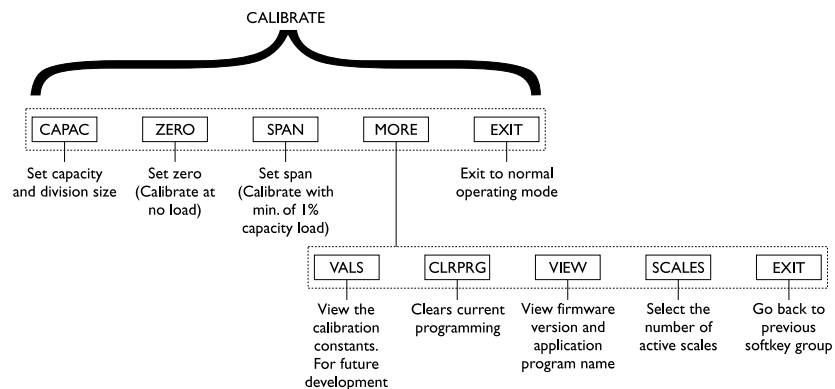 CALIBRATE
CAPAC
ZERO
SPAN
MORE
EXIT
Set capacity
and division size
Set zero
(Calibrate at
no load)
Set span
(Calibrate with
min. of 1%
capacity load)
Exit to normal
operating mode
VALS
CLRPRG
VIEW
SCALES
EXIT
View the
calibration
constants.
For future
development
Clears current
programming
View firmware
version and
application
program name
Select the
number of
active scales
Go back to
previous
softkey group